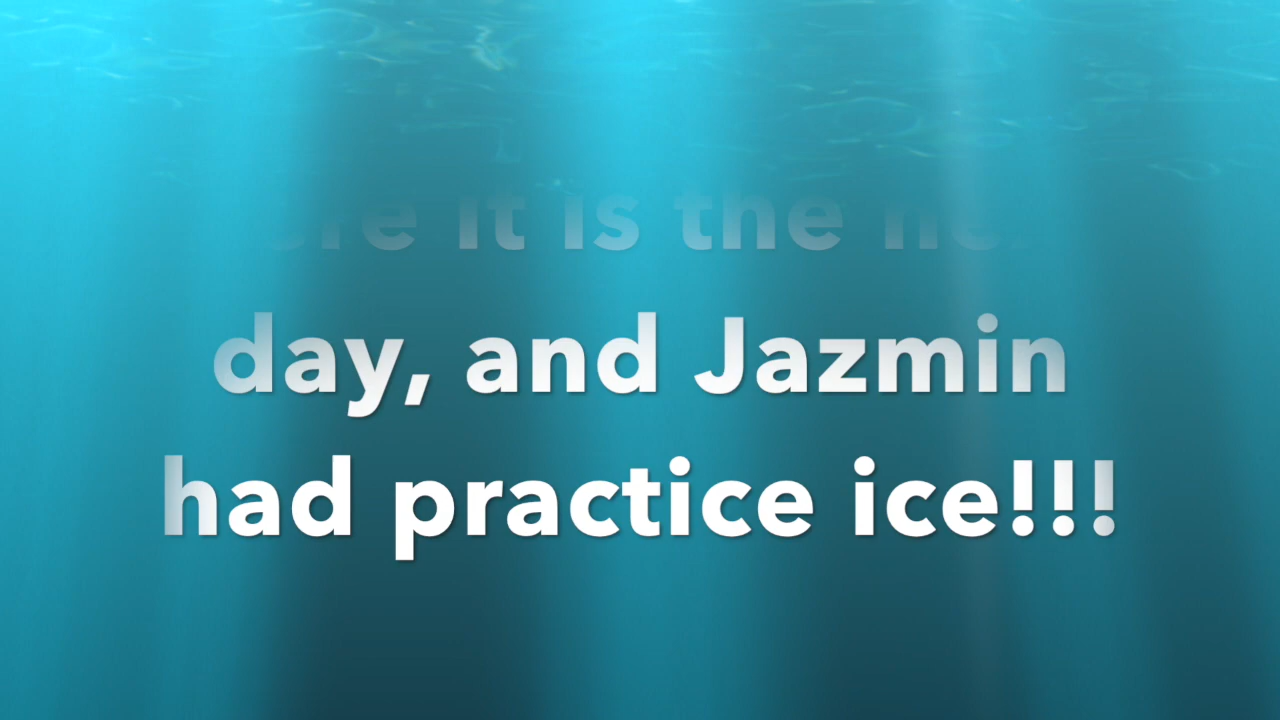 it is the
day, and Jazmin
had practice ice!!!